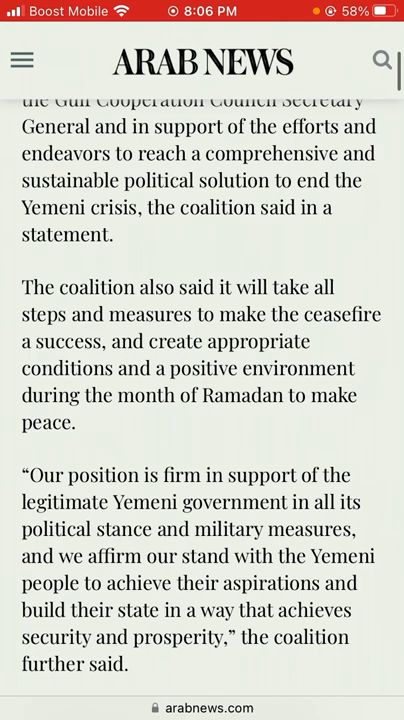 Boost Mobile 8:06 PM 58%
ARAB NEWS
the Gulf Cooperation Council Secretary
General and in support of the efforts and
endeavors to reach a comprehensive and
sustainable political solution to end the
Yemeni crisis, the coalition said in a
statement.
The coalition also said it will take all
steps and measures to make the ceasefire
a success, and create appropriate
conditions and a positive environment
during the month of Ramadan to make
peace.
“Our position is firm in support of the
legitimate Yemeni government in all its
political stance and military measures,
and we affirm our stand with the Yemeni
people to achieve their aspirations and
build their state in a way that achieves
security and prosperity,” the coalition
further said.
arabnews.com